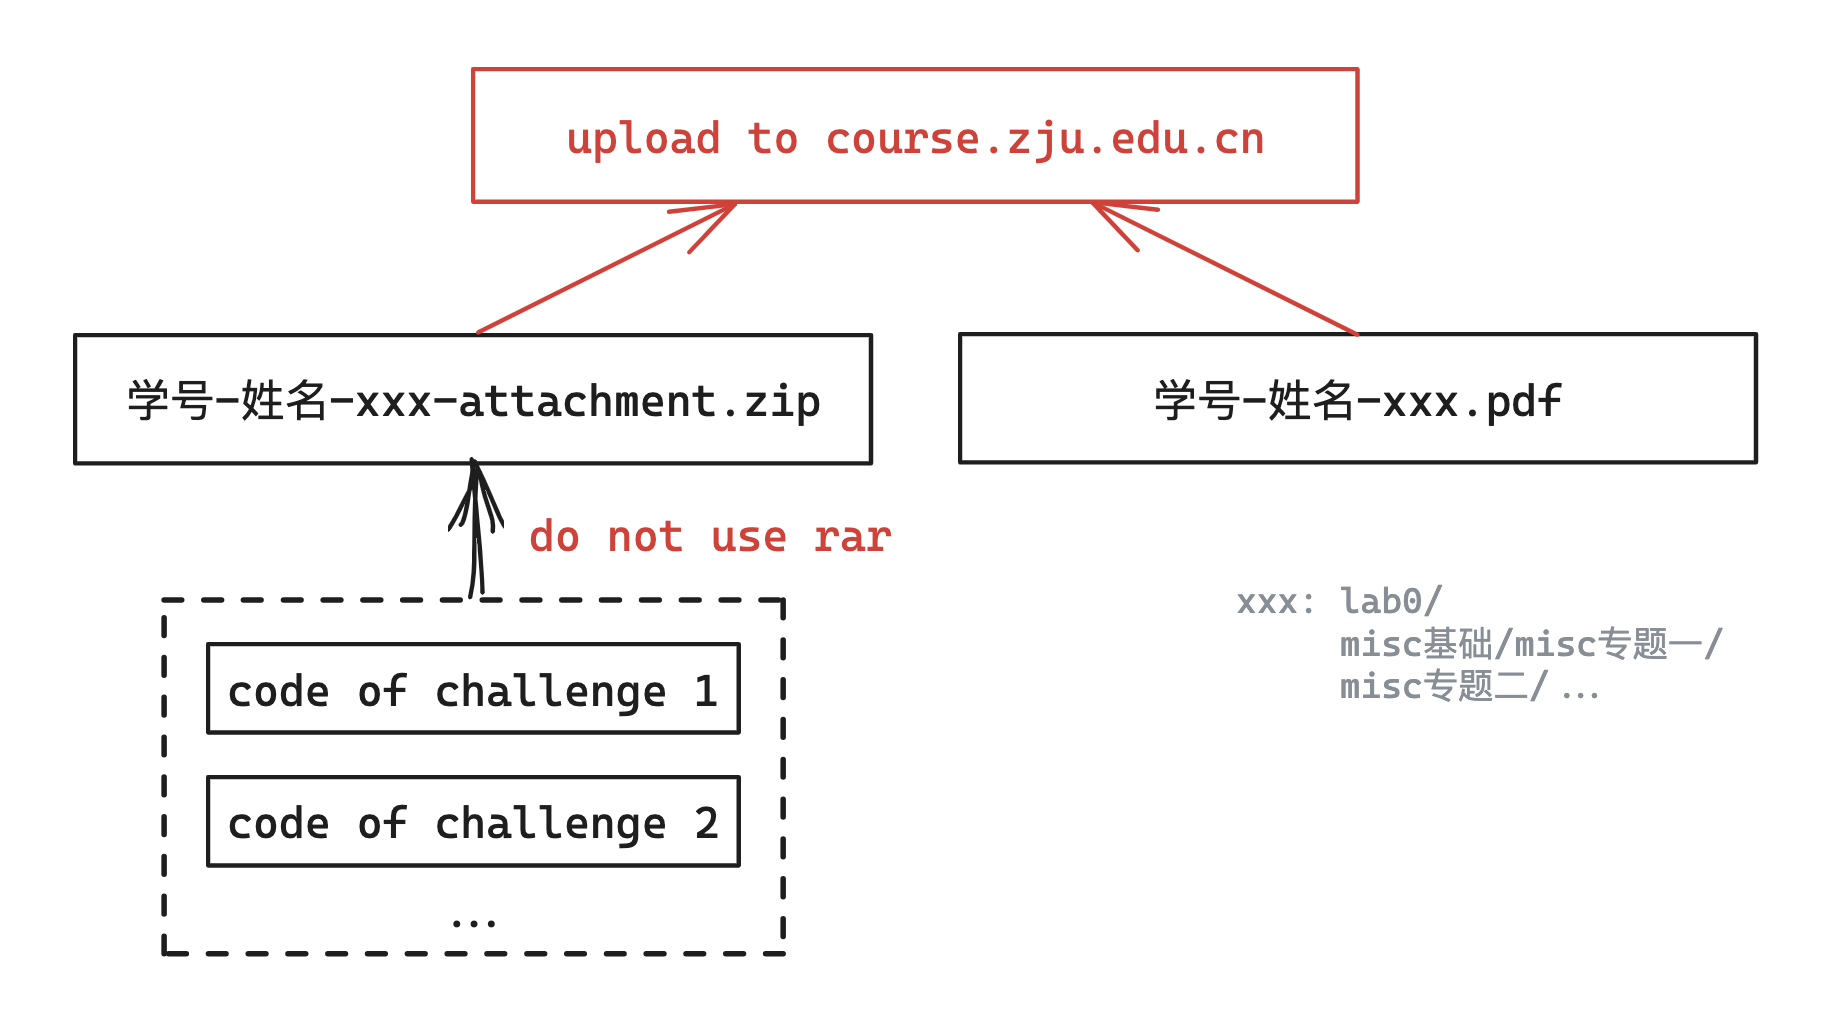 upload to course.zju.edu.cn
学号-姓名-xxx-attachment.zip
学号-姓名-xxx.pdf
do not use rar
code of challenge 1
code of challenge 2
...
xxx: lab0/
misc基础/misc专题一/
misc专题二/...